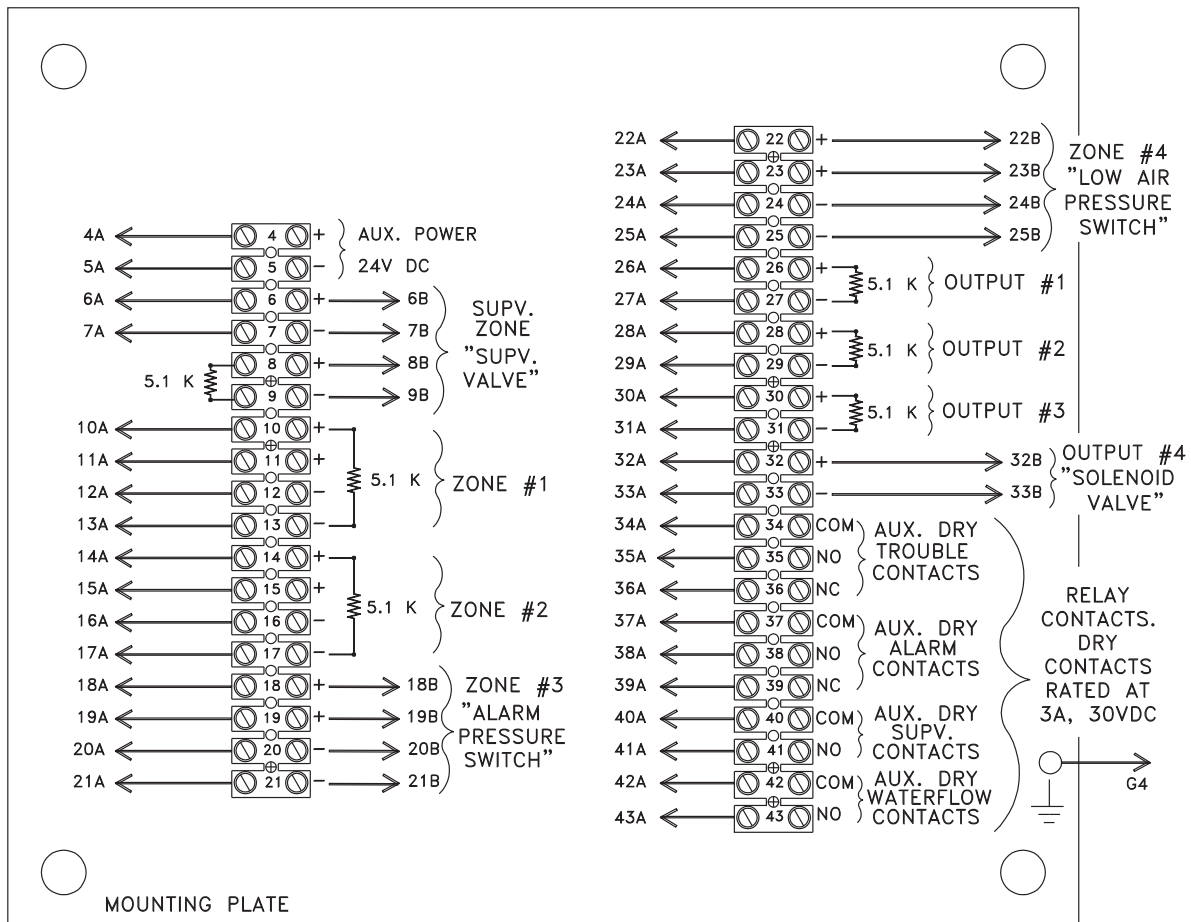 4A 4 + AUX. POWER
5A 5 - 24V DC
6A 6 + 6B
7A 7 - 7B
5.1 K 8 + 8B
9 - 9B
SUPV.
ZONE
"SUPV.
VALVE"
10A 10 +
11A 11 +
12A 12 -
13A 13 -
5.1 K ZONE #1
14A 14 +
15A 15 +
16A 16 -
17A 17 -
5.1 K ZONE #2
18A 18 + 18B
19A 19 + 19B
20A 20 - 20B
21A 21 - 21B
ZONE #3
"ALARM
PRESSURE
SWITCH"
22A 22 + 22B
23A 23 + 23B
24A 24 - 24B
25A 25 - 25B
ZONE #4
"LOW AIR
PRESSURE
SWITCH"
26A 26 +
27A 27 -
5.1 K OUTPUT #1
28A 28 +
29A 29 -
5.1 K OUTPUT #2
30A 30 +
31A 31 -
5.1 K OUTPUT #3
32A 32 + 32B
33A 33 - 33B
OUTPUT #4
"SOLENOID
VALVE"
34A 34 COM
35A 35 NO
36A 36 NC
AUX. DRY
TROUBLE
CONTACTS
37A 37 COM
38A 38 NO
39A 39 NC
AUX. DRY
ALARM
CONTACTS
40A 40 COM
41A 41 NO
AUX. DRY
SUPV.
CONTACTS
42A 42 COM
43A 43 NO
AUX. DRY
WATERFLOW
CONTACTS
RELAY
CONTACTS.
DRY
CONTACTS
RATED AT
3A, 30VDC
G4
MOUNTING PLATE